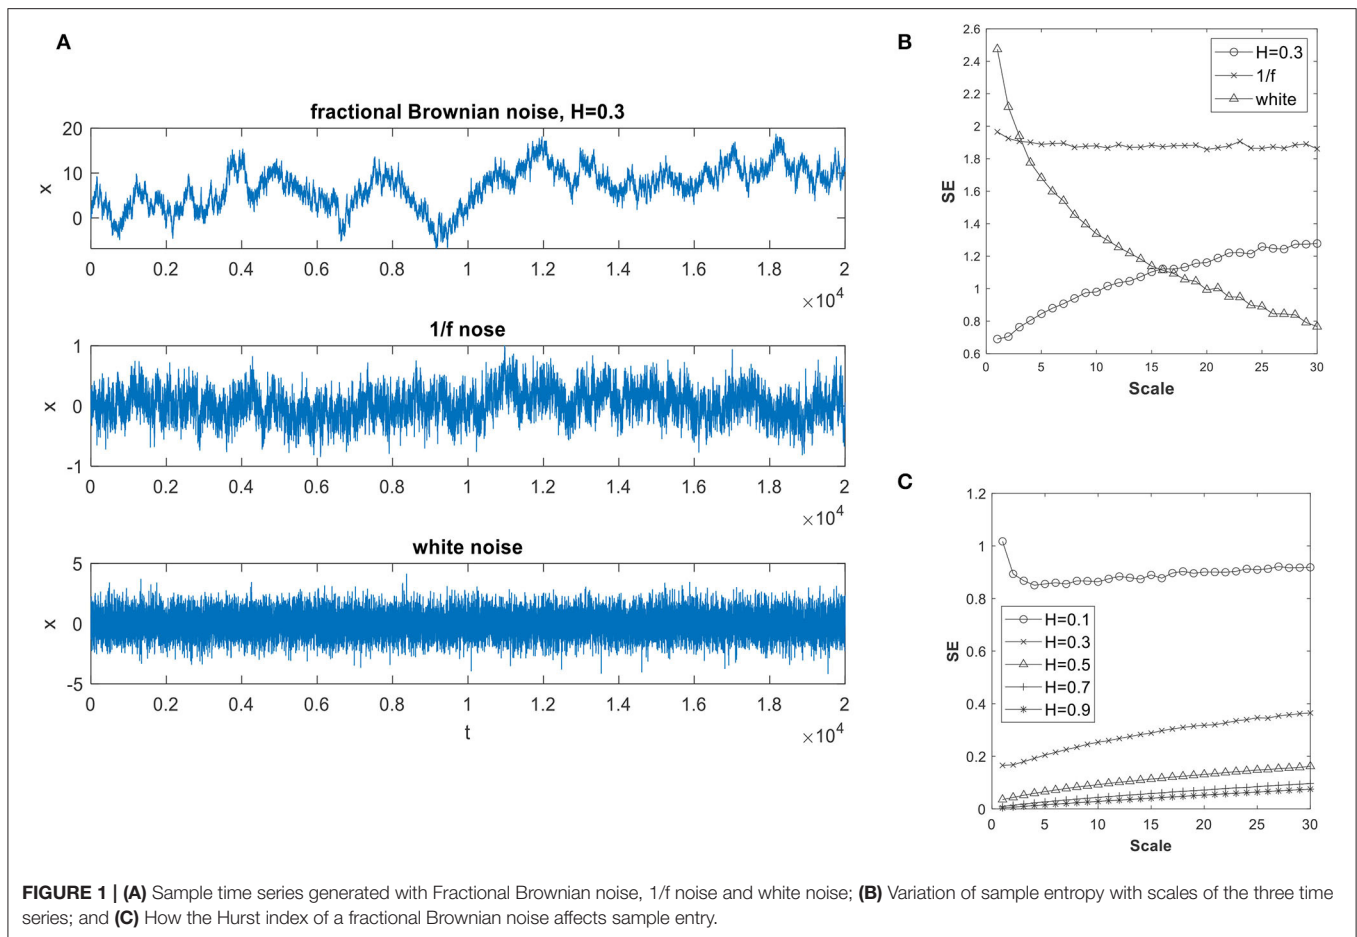 A
fractional Brownian noise, H=0.3
20
10
0
x
0 0.2 0.4 0.6 0.8 1 1.2 1.4 1.6 1.8 2
×10⁴
1/f nose
1
0
-1
x
0 0.2 0.4 0.6 0.8 1 1.2 1.4 1.6 1.8 2
×10⁴
white noise
5
0
-5
x
0 0.2 0.4 0.6 0.8 1 1.2 1.4 1.6 1.8 2
t
×10⁴
B
2.6
2.4
2.2
2
1.8
1.6
1.4
1.2
1
0.8
0.6
SE
H=0.3
1/f
white
0 5 10 15 20 25 30
Scale
C
1.2
1
0.8
0.6
0.4
0.2
0
SE
H=0.1
H=0.3
H=0.5
H=0.7
H=0.9
0 5 10 15 20 25 30
Scale
FIGURE 1 | (A) Sample time series generated with Fractional Brownian noise, 1/f noise and white noise; (B) Variation of sample entropy with scales of the three time
series; and (C) How the Hurst index of a fractional Brownian noise affects sample entry.